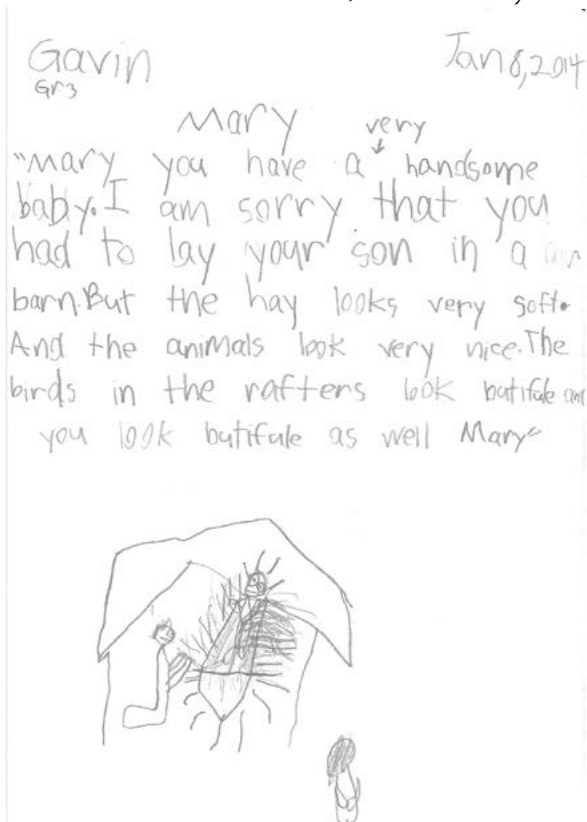 Gavin
Jan 8, 2014
Gr3
Mary
very
"Mary you have a handsome
baby. I am sorry that you
had to lay your son in a
barn. But the hay looks very soft.
And the animals look very nice. The
birds in the rafters look butifule and
you look butifule as well Mary"